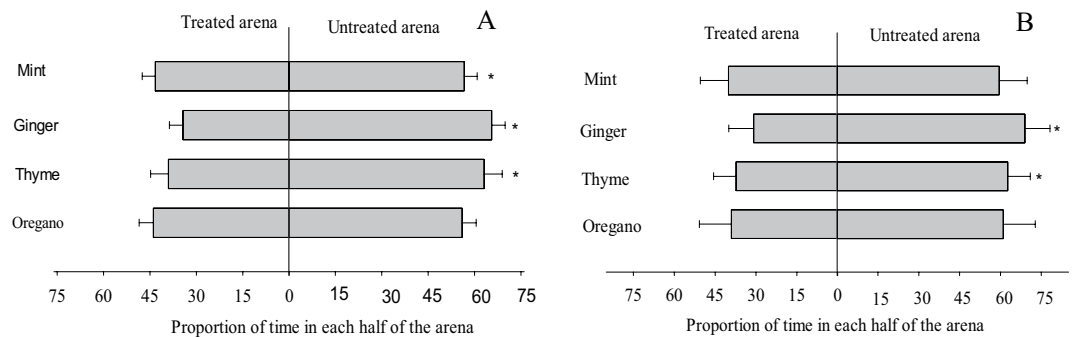 A
Treated arena Untreated arena
Mint *
Ginger *
Thyme *
Oregano
75 60 45 30 15 0 15 30 45 60 75
Proportion of time in each half of the arena
B
Treated arena Untreated arena
Mint
Ginger *
Thyme *
Oregano
75 60 45 30 15 0 15 30 45 60 75
Proportion of time in each half of the arena